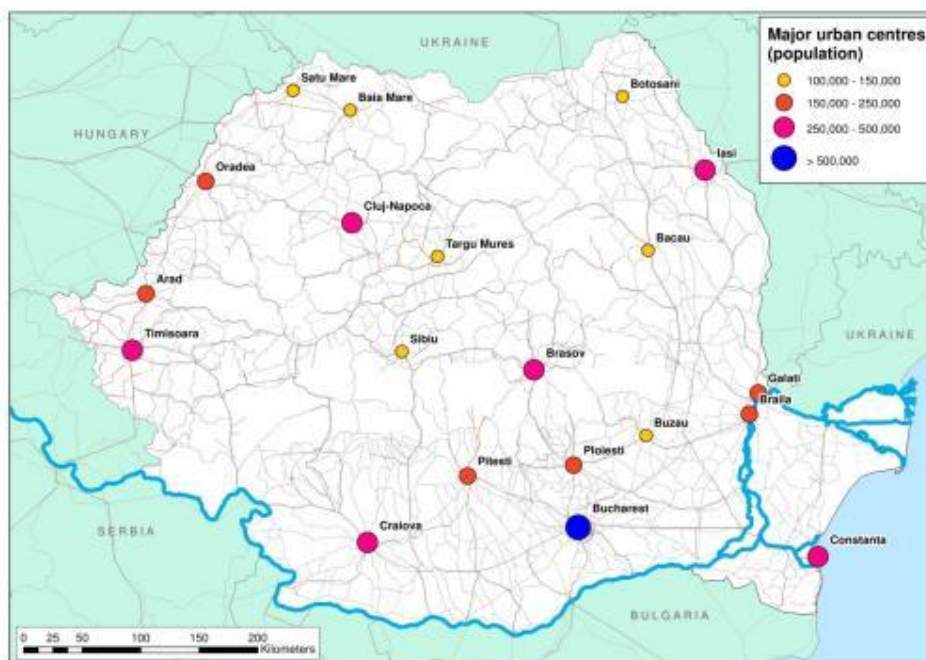 UKRAINE
Major urban centres
(population)
100,000 - 150,000
150,000 - 250,000
250,000 - 500,000
> 500,000
Satu Mare
Baia Mare
Botosani
HUNGARY
Iasi
Oradea
Cluj-Napoca
Targu Mures
Bacau
Arad
Timisoara
UKRAINE
Sibiu
Brasov
Galati
Braila
Buzau
Ploiesti
Pitesti
Bucharest
SERBIA
Craiova
Constanta
BULGARIA
0 25 50 100 150 200
Kilometers